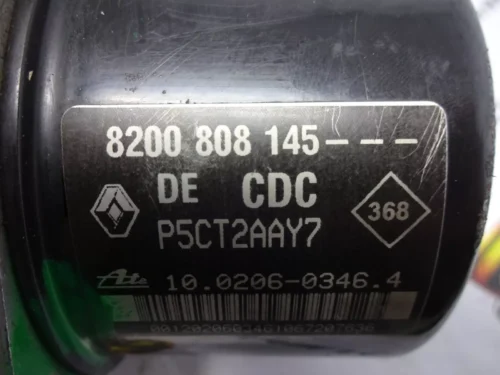 8200 808 145---
DE CDC
368
P5CT2AAY7
Ate 10.0206-0346.4